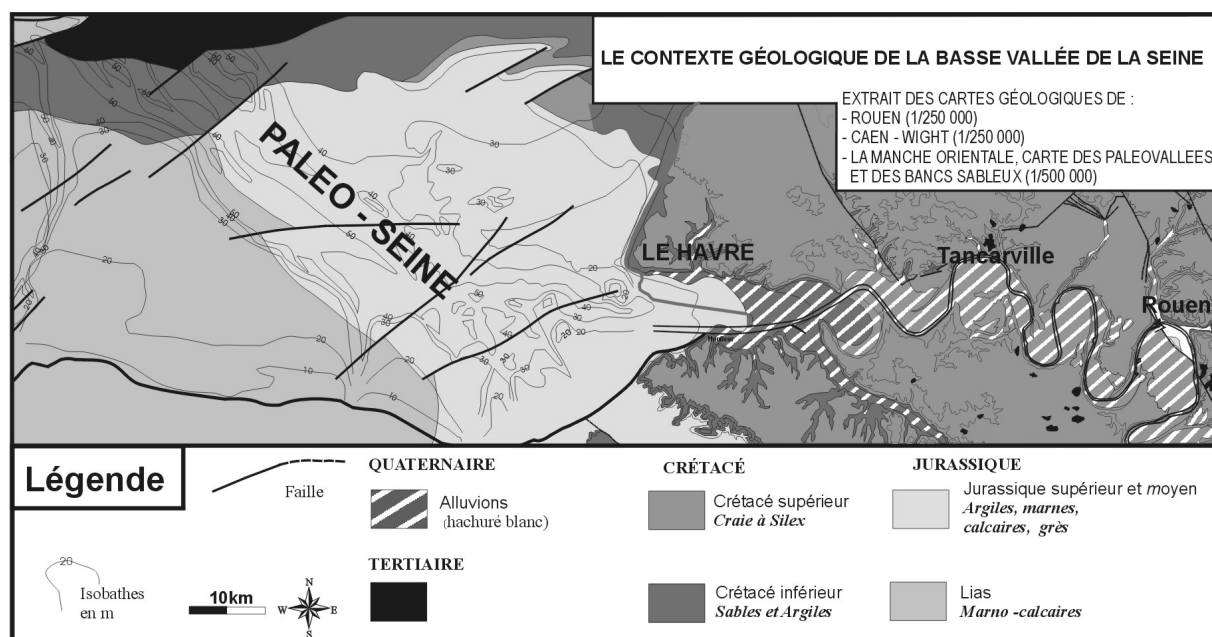 LE CONTEXTE GÉOLOGIQUE DE LA BASSE VALLÉE DE LA SEINE
EXTRAIT DES CARTES GÉOLOGIQUES DE :
- ROUEN (1/250 000)
- CAEN - WIGHT (1/250 000)
- LA MANCHE ORIENTALE, CARTE DES PALEOVALLEES
ET DES BANCS SABLEUX (1/500 000)
PALEO - SEINE
LE HAVRE
Tancarville
Rouen
Honfleur
Légende
Faille
20
Isobathes
en m
10km
N
W E
S
QUATERNAIRE
Alluvions
(hachuré blanc)
TERTIAIRE
CRÉTACÉ
Crétacé supérieur
Craie à Silex
Crétacé inférieur
Sables et Argiles
JURASSIQUE
Jurassique supérieur et moyen
Argiles, marnes,
calcaires, grès
Lias
Marno -calcaires